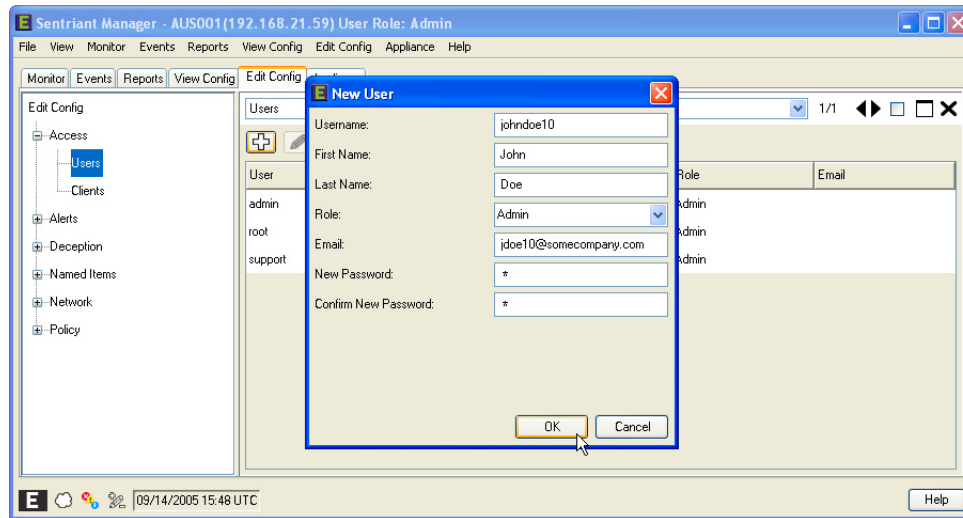 E Sentriant Manager - AUS001(192.168.21.59) User Role: Admin
File View Monitor Events Reports View Config Edit Config Appliance Help
Monitor Events Reports View Config Edit Config
Edit Config
Access
Users
Clients
Alerts
Deception
Named Items
Network
Policy
Users
1/1
User
Role
Email
admin
Admin
root
Admin
support
Admin
E New User
Username: johndoe10
First Name: John
Last Name: Doe
Role: Admin
Email: jdoe10@somecompany.com
New Password: *
Confirm New Password: *
OK Cancel
E 09/14/2005 15:48 UTC
Help